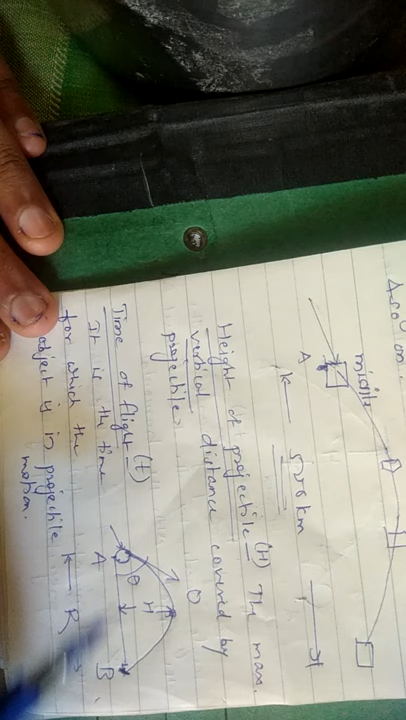 missile
A
500 km
Height of projectile (H) The max.
vertical distance covered by
projectile.
Time of flight (t)
It is the time
for which the
object is in projectile
motion.
θ
H
A
B
R